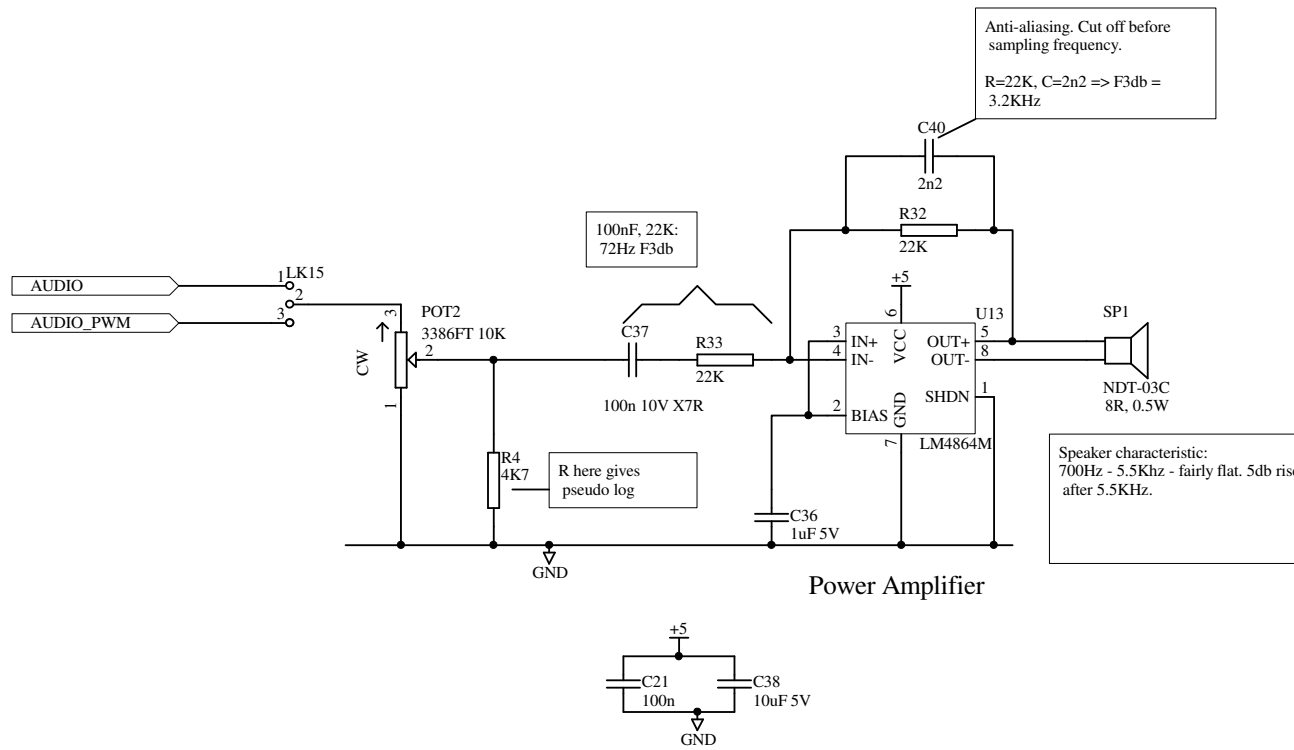 Anti-aliasing. Cut off before
sampling frequency.
R=22K, C=2n2 => F3db =
3.2KHz
C40
2n2
R32
22K
100nF, 22K:
72Hz F3db
+5
AUDIO
1
LK15
2
AUDIO_PWM
3
3
POT2
3386FT 10K
CW
2
1
C37
100n 10V X7R
R33
22K
6
U13
3
IN+
4
IN-
VCC
OUT+
5
OUT-
8
SHDN
1
2
BIAS
GND
7
LM4864M
SP1
NDT-03C
8R, 0.5W
R4
4K7
R here gives
pseudo log
C36
1uF 5V
Speaker characteristic:
700Hz - 5.5Khz - fairly flat. 5db rise
after 5.5KHz.
GND
Power Amplifier
+5
C21
100n
C38
10uF 5V
GND